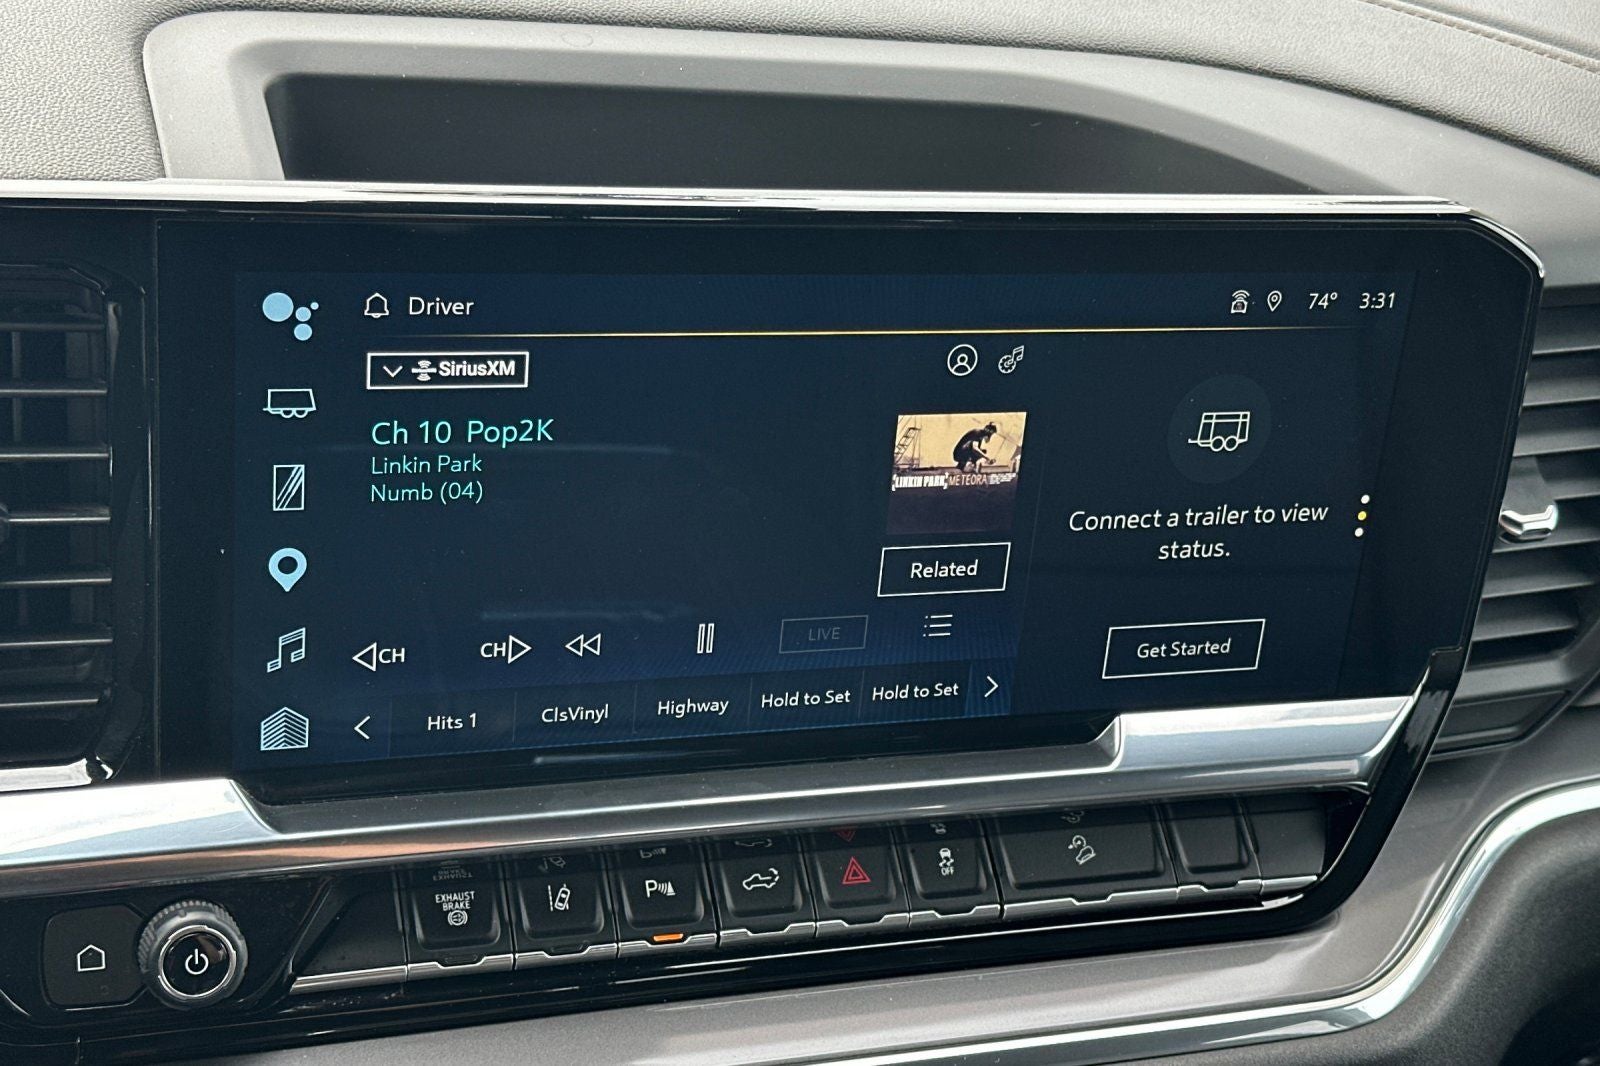 Driver
74° 3:31
SiriusXM
Ch 10 Pop2K
Linkin Park
Numb (04)
LINKIN PARK METEORA
Related
Connect a trailer to view
status.
Get Started
CH
CH
LIVE
Hits 1
ClsVinyl
Highway
Hold to Set
Hold to Set
EXHAUST
BRAKE
P
OFF